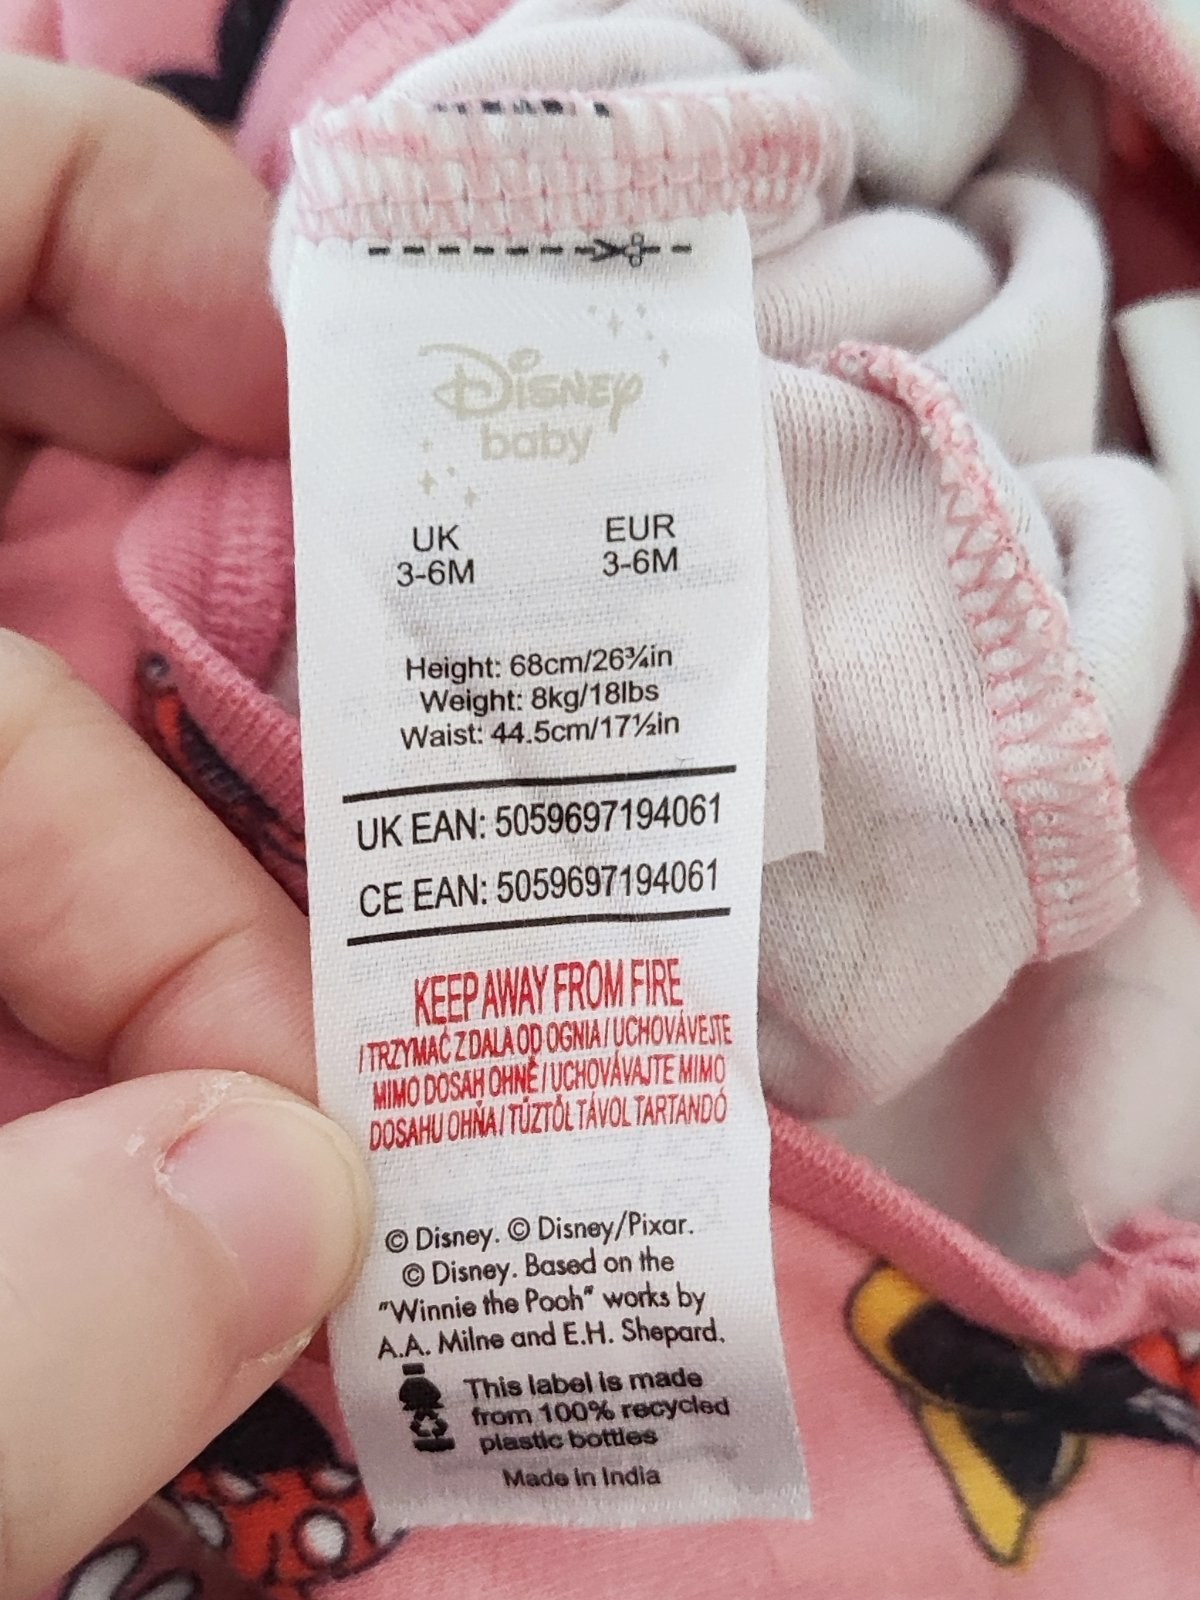 Disney
baby
UK EUR
3-6M 3-6M
Height: 68cm/26¾in
Weight: 8kg/18lbs
Waist: 44.5cm/17½in
UK EAN: 5059697194061
CE EAN: 5059697194061
KEEP AWAY FROM FIRE
/ TRZYMAĆ Z DALA OD OGNIA / UCHOVÁVEJTE
MIMO DOSAH OHNĚ / UCHOVÁVAJTE MIMO
DOSAHU OHŇA / TŰZTŐL TÁVOL TARTANDÓ
© Disney. © Disney/Pixar.
© Disney. Based on the
"Winnie the Pooh" works by
A.A. Milne and E.H. Shepard.
This label is made
from 100% recycled
plastic bottles
Made in India